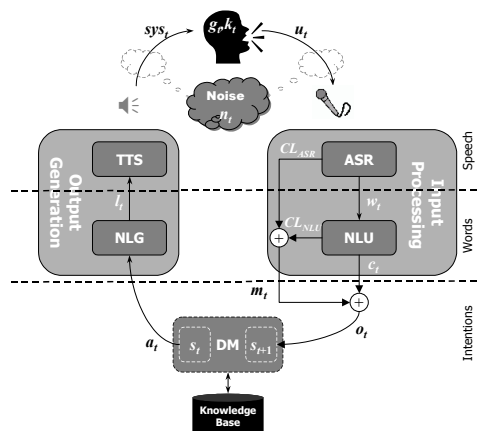 sys_t
g_t, k_t
u_t
Noise
n_t
TTS
l_t
NLG
Output
Generation
CL_ASR
ASR
w_t
CL_NLU
NLU
c_t
Input
Processing
Speech
Words
Intentions
m_t
o_t
a_t
s_t
DM
s_t+1
Knowledge
Base